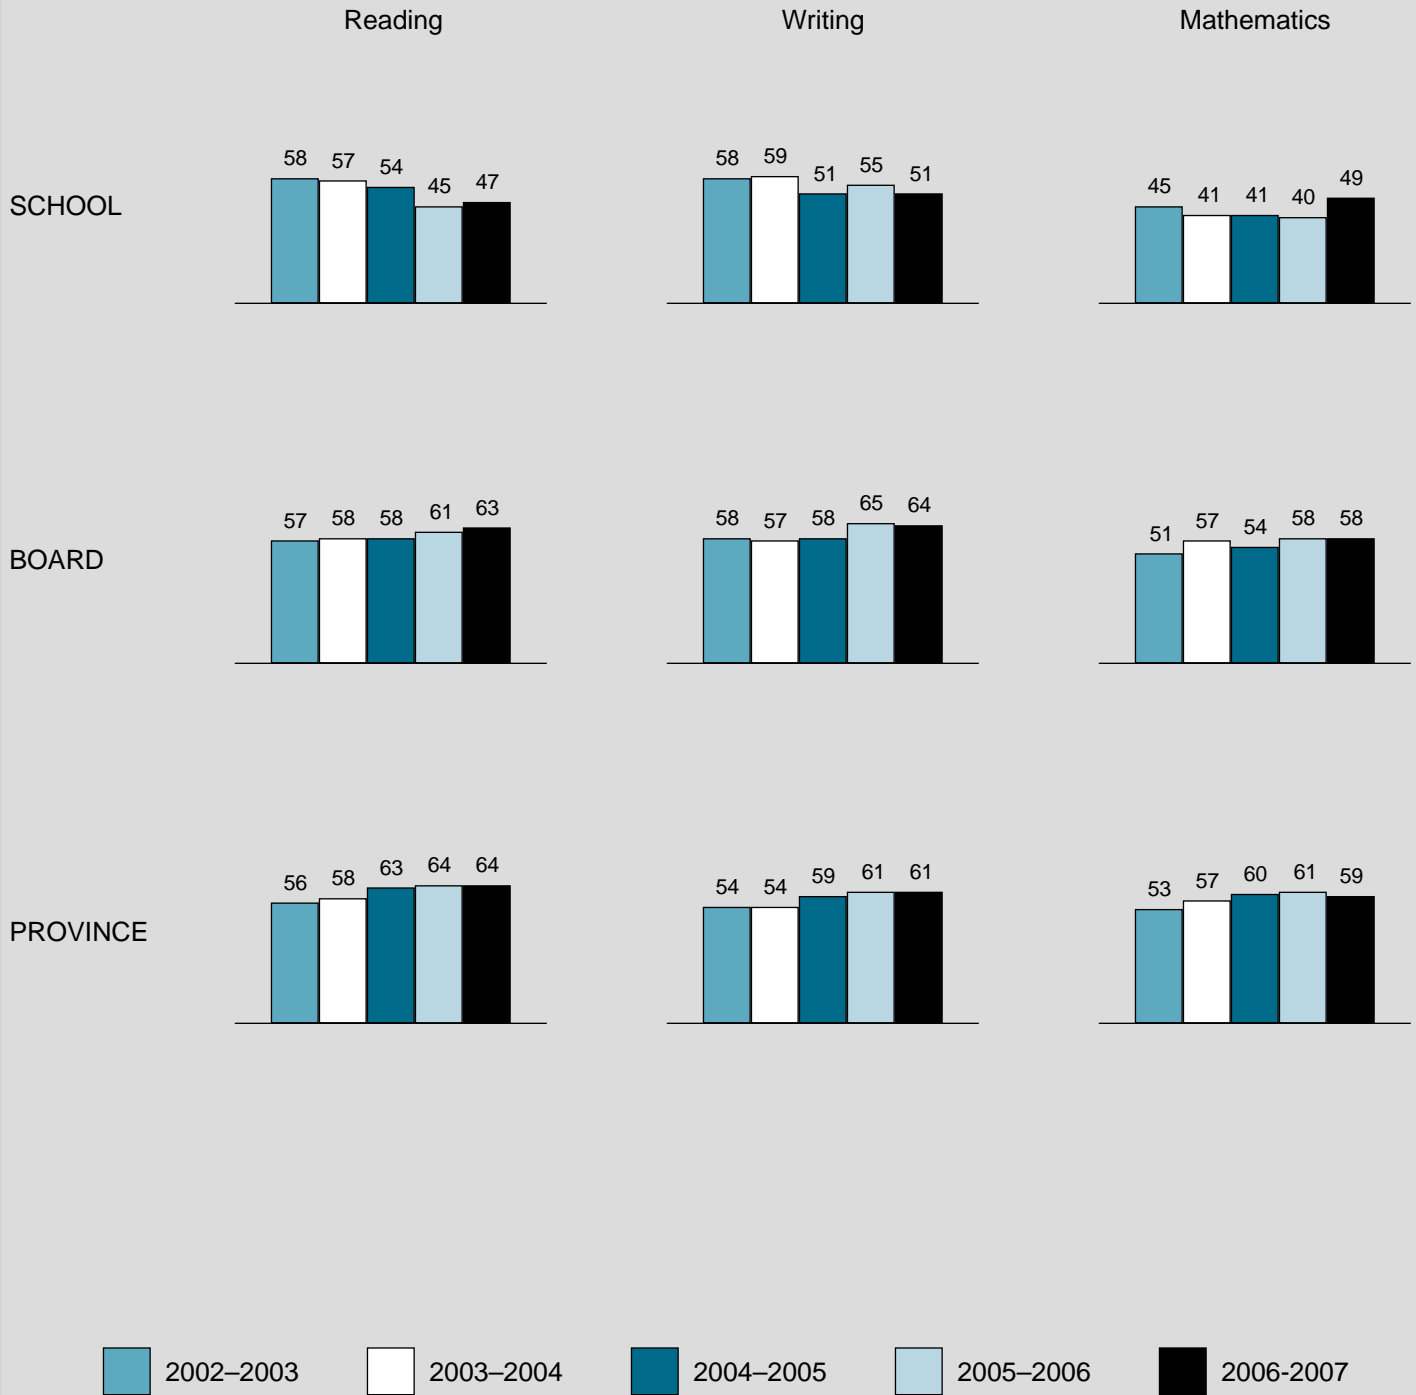 Reading Writing Mathematics
SCHOOL
58 57 54 45 47
58 59 51 55 51
45 41 41 40 49
BOARD
57 58 58 61 63
58 57 58 65 64
51 57 54 58 58
PROVINCE
56 58 63 64 64
54 54 59 61 61
53 57 60 61 59
2002–2003 2003–2004 2004–2005 2005–2006 2006-2007